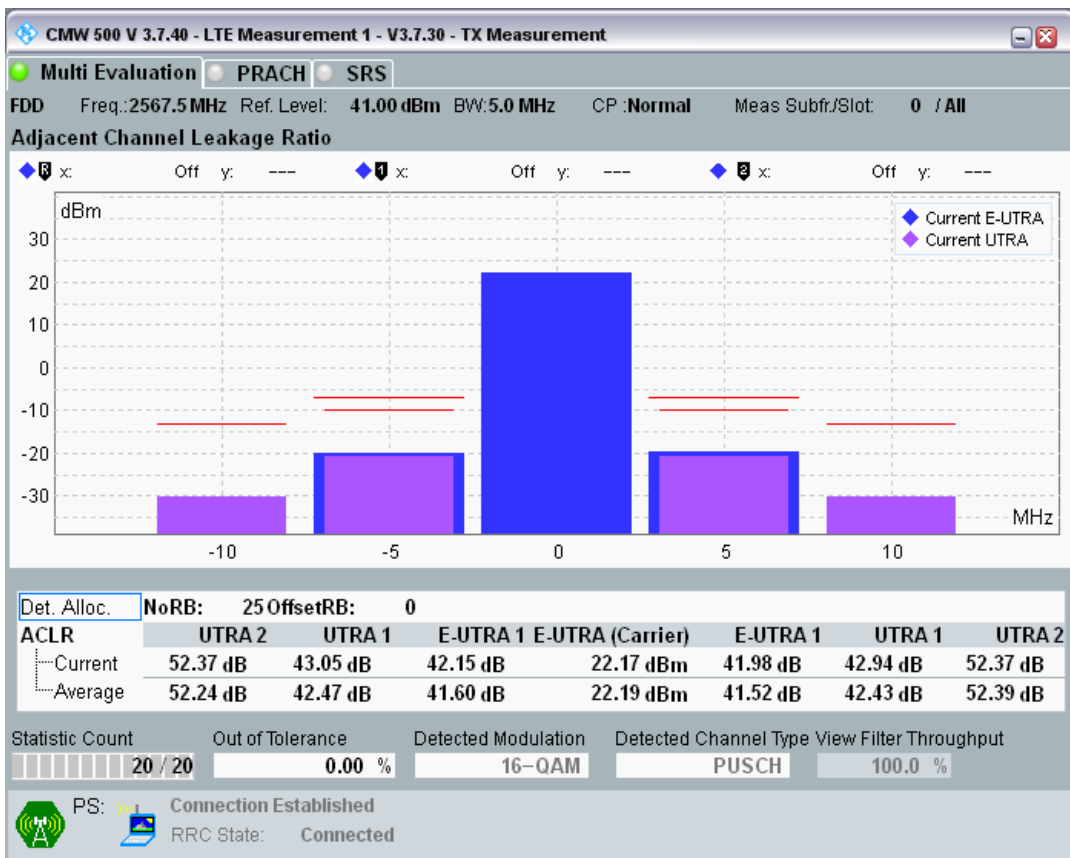 CMW 500 V 3.7.40 - LTE Measurement 1 - V3.7.30 - TX Measurement
Multi Evaluation PRACH SRS
FDD Freq.:2567.5 MHz Ref. Level: 41.00 dBm BW:5.0 MHz CP :Normal Meas Subfr./Slot: 0 / All
Adjacent Channel Leakage Ratio
R x: Off y: --- 1 x: Off y: --- 2 x: Off y: ---
dBm
Current E-UTRA
Current UTRA
30
20
10
0
-10
-20
-30
MHz
-10 -5 0 5 10
Det. Alloc. NoRB: 25 OffsetRB: 0
ACLR UTRA 2 UTRA 1 E-UTRA 1 E-UTRA (Carrier) E-UTRA 1 UTRA 1 UTRA 2
Current 52.37 dB 43.05 dB 42.15 dB 22.17 dBm 41.98 dB 42.94 dB 52.37 dB
Average 52.24 dB 42.47 dB 41.60 dB 22.19 dBm 41.52 dB 42.43 dB 52.39 dB
Statistic Count Out of Tolerance Detected Modulation Detected Channel Type View Filter Throughput
20 / 20 0.00 % 16-QAM PUSCH 100.0 %
PS: Connection Established
RRC State: Connected